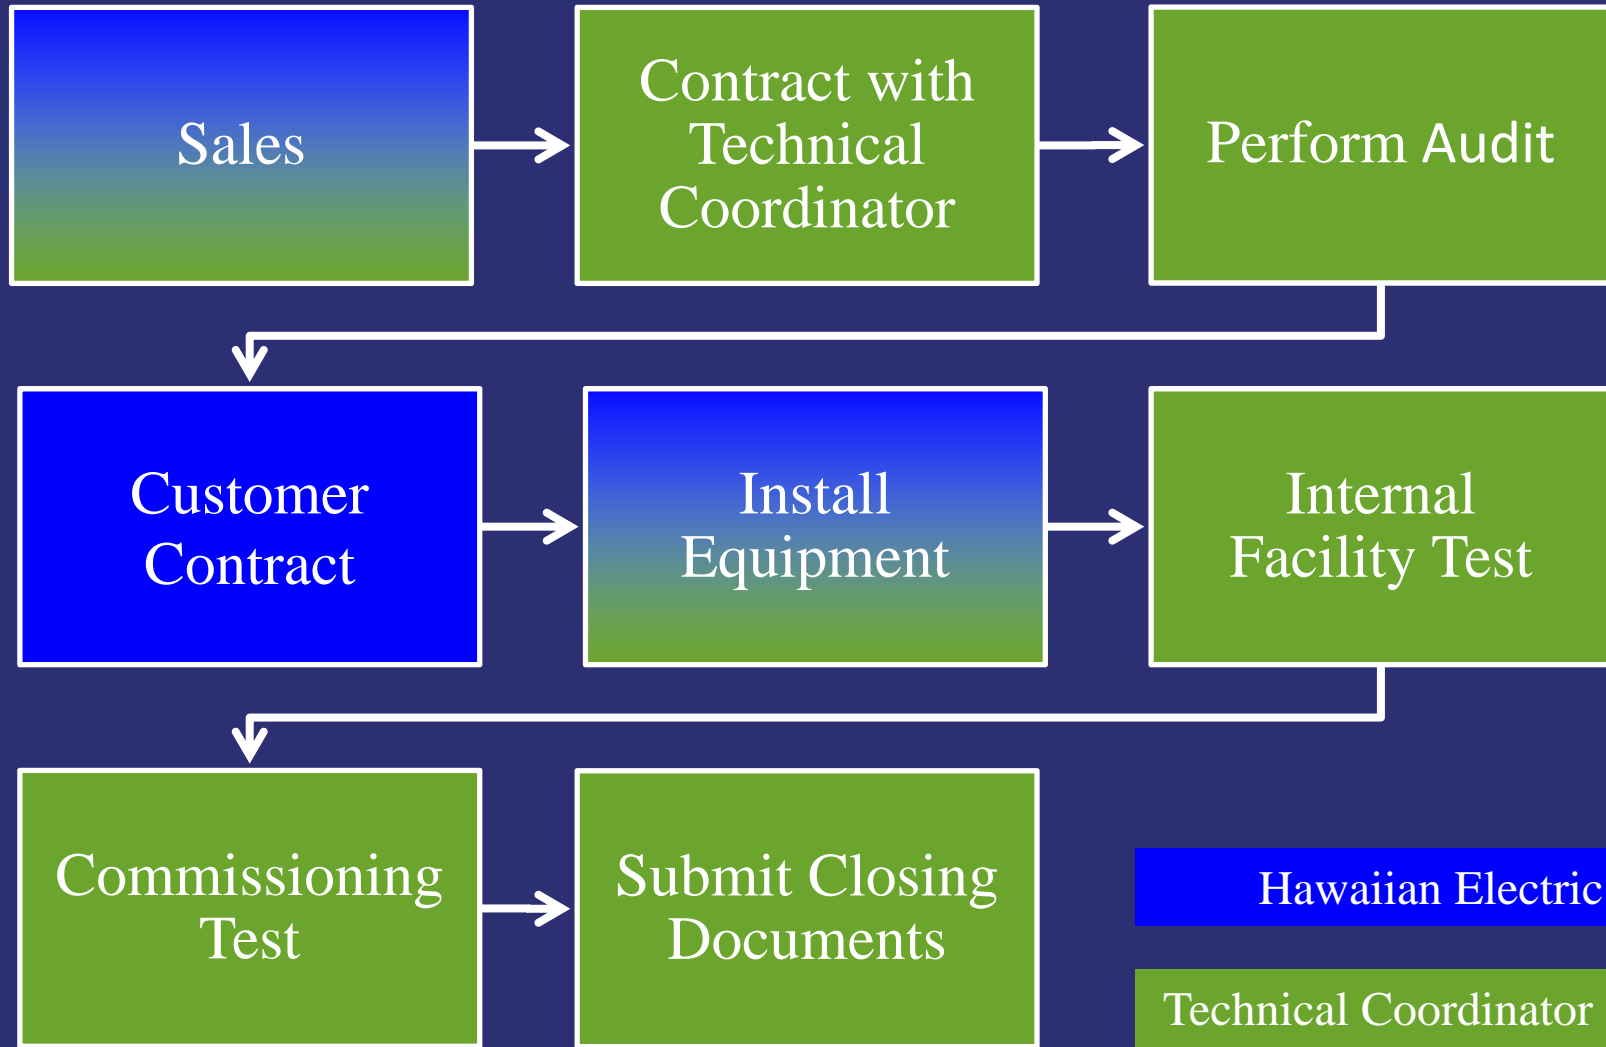 Sales
Contract with
Technical
Coordinator
Perform Audit
Customer
Contract
Install
Equipment
Internal
Facility Test
Commissioning
Test
Submit Closing
Documents
Hawaiian Electric
Technical Coordinator